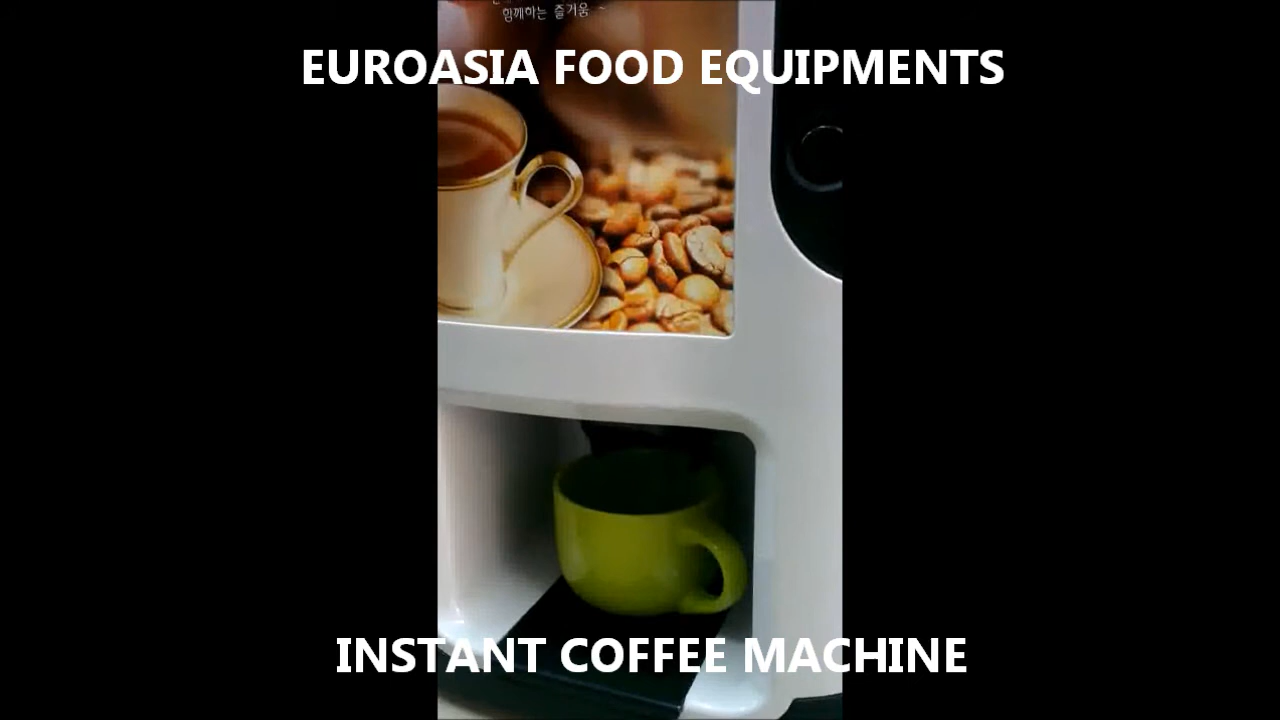 함께하는 즐거움 ~
EUROASIA FOOD EQUIPMENTS
INSTANT COFFEE MACHINE